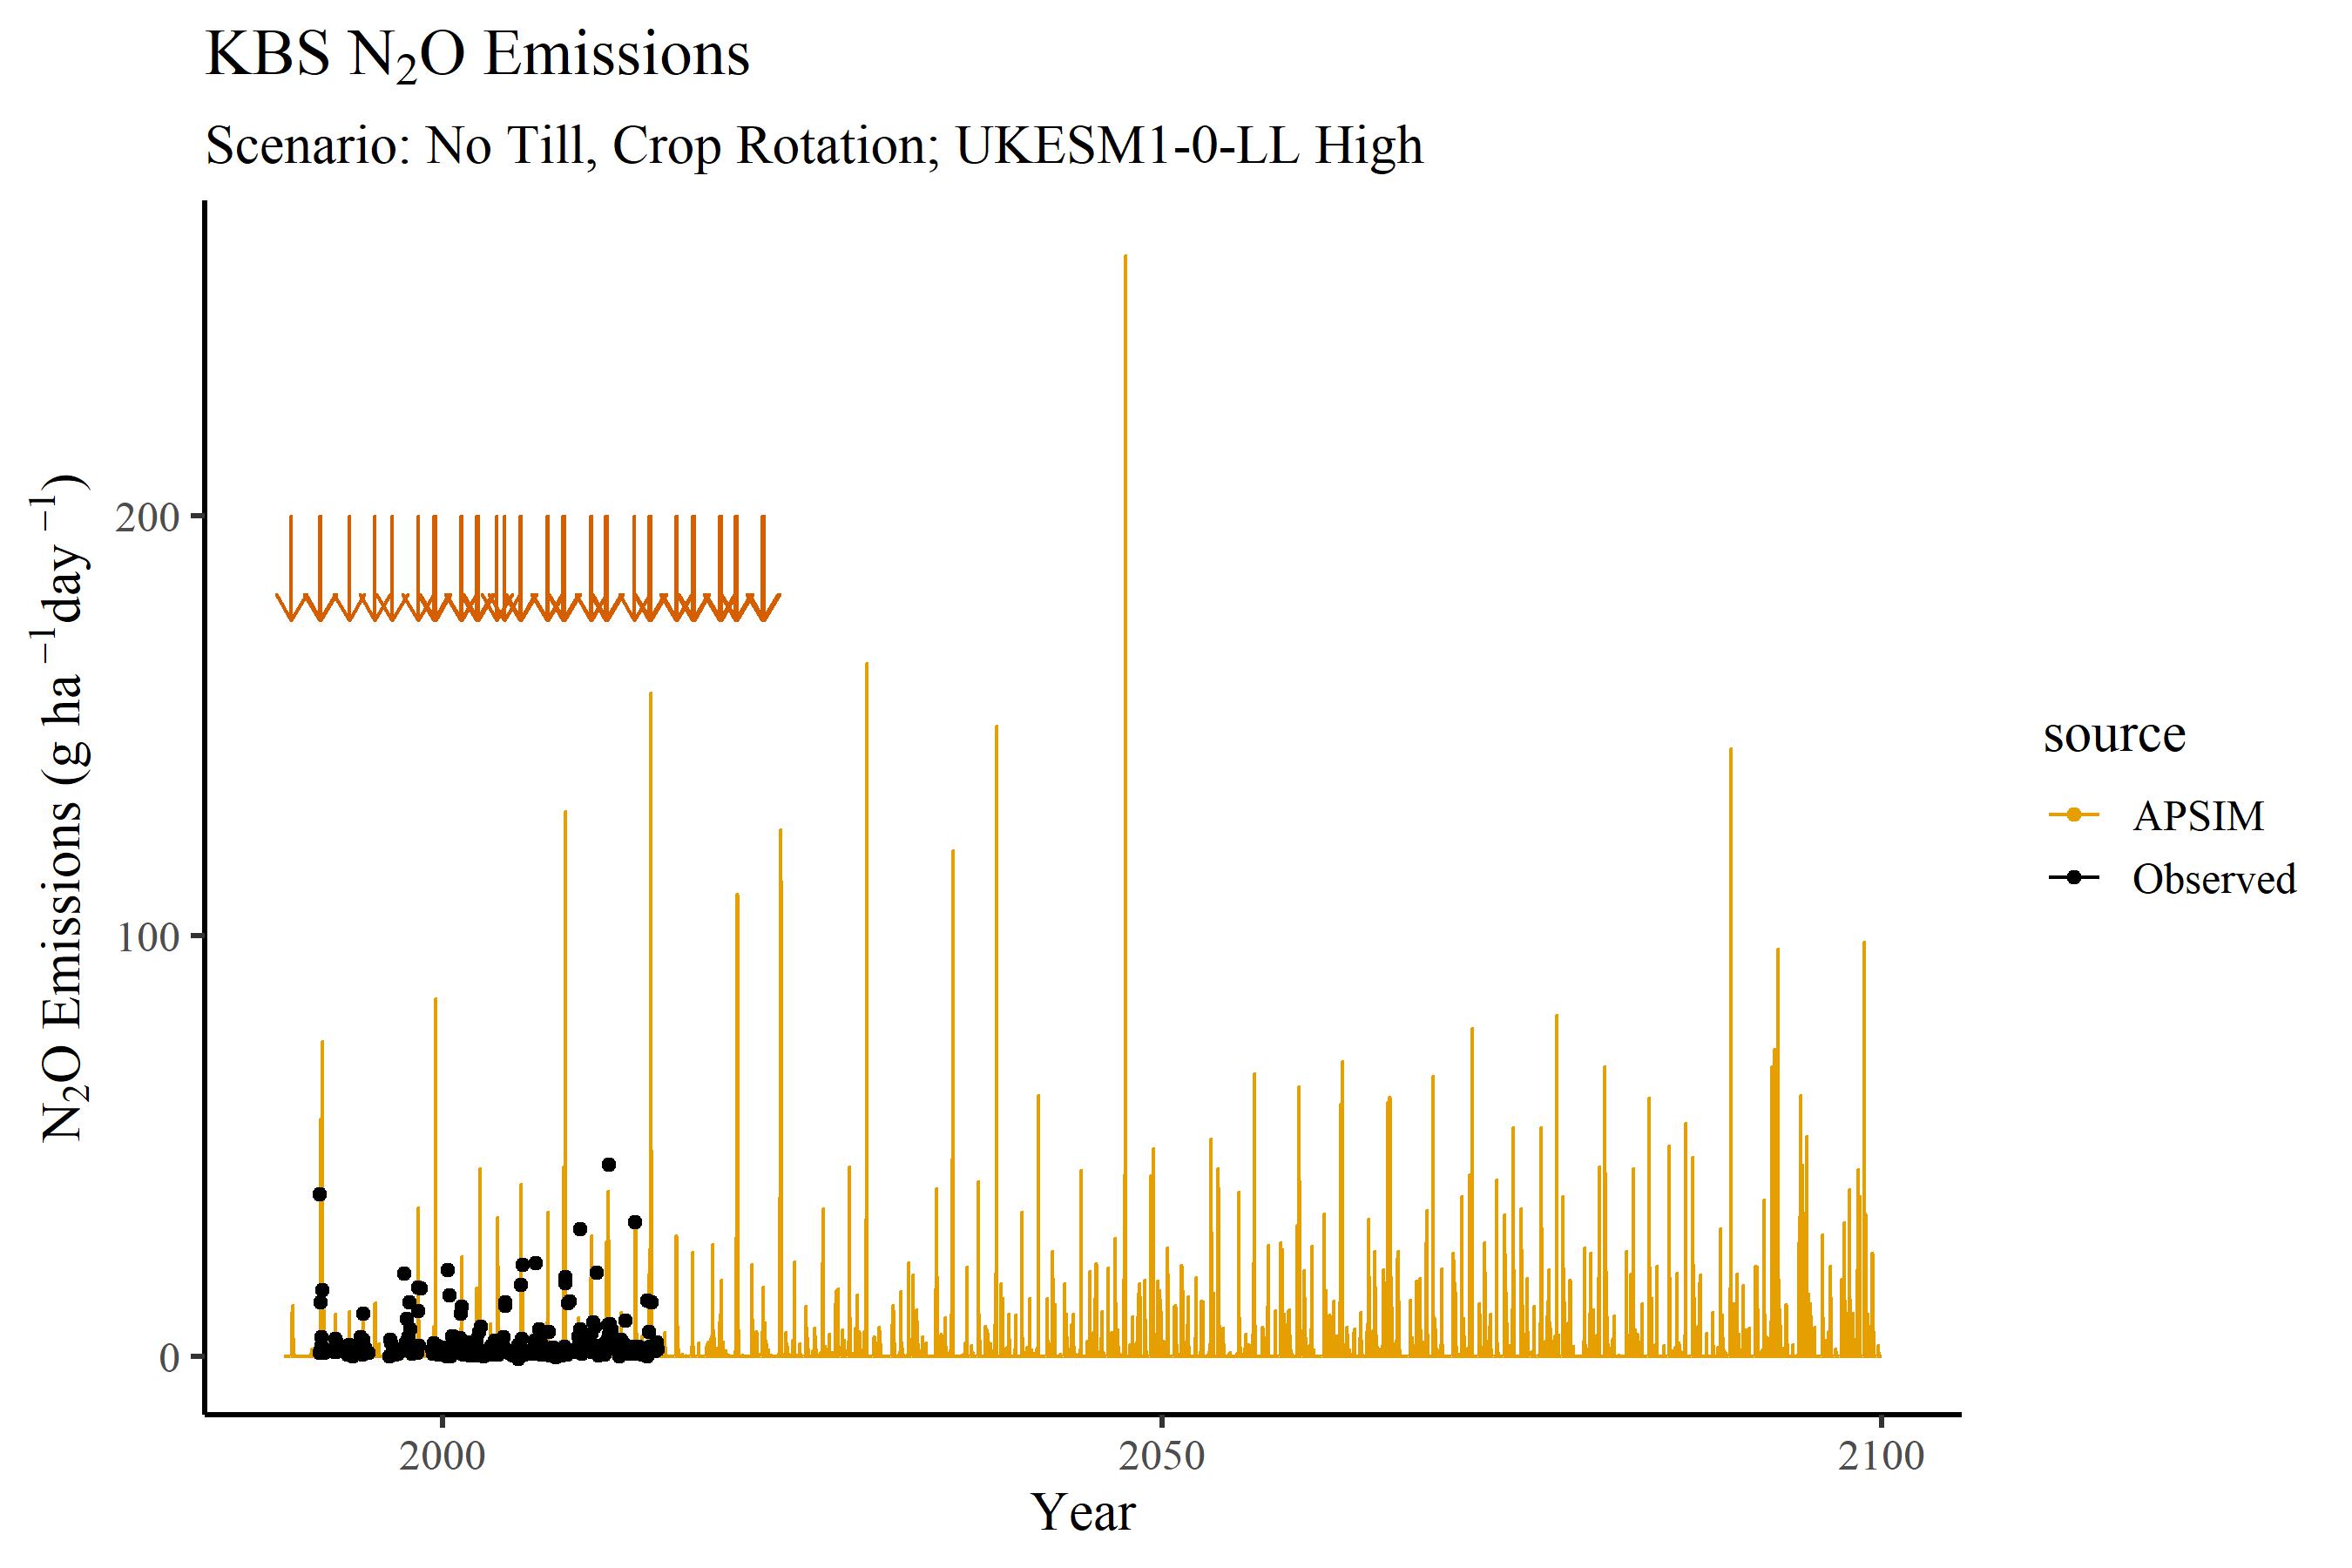 KBS N₂O Emissions
Scenario: No Till, Crop Rotation; UKESM1-0-LL High
N₂O Emissions (g ha ⁻¹day ⁻¹)
200
100
0
2000
2050
2100
Year
source
APSIM
Observed